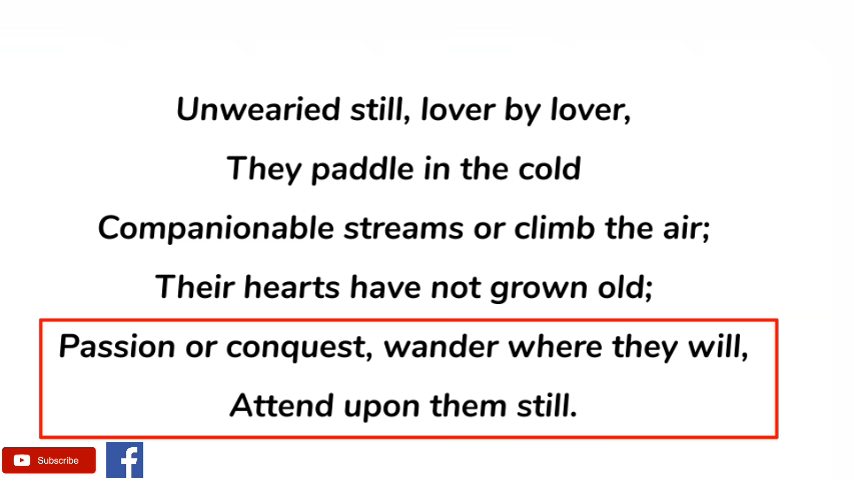 Unwearied still, lover by lover,
They paddle in the cold
Companionable streams or climb the air;
Their hearts have not grown old;
Passion or conquest, wander where they will,
Attend upon them still.
Subscribe